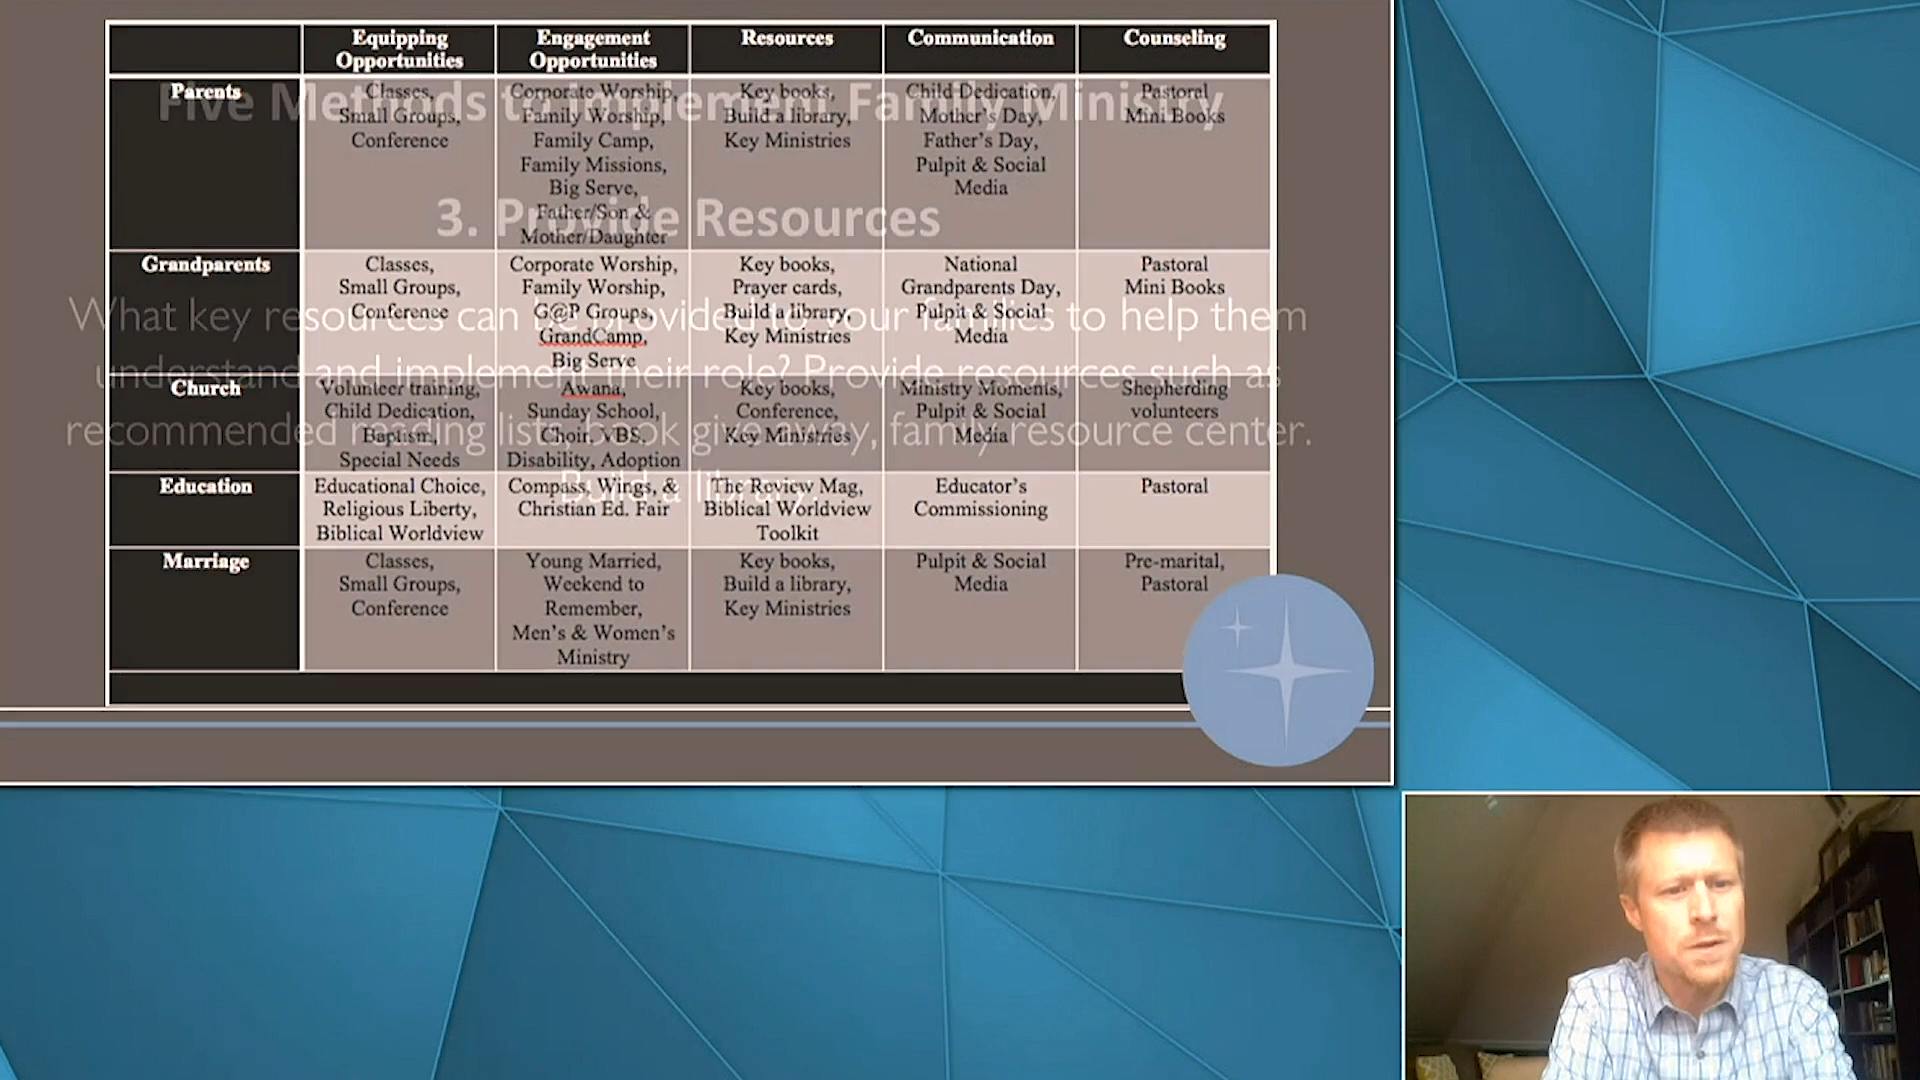 Equipping
Opportunities
Engagement
Opportunities
Resources
Communication
Counseling
Parents
Classes,
Small Groups,
Conference
Corporate Worship,
Family Worship,
Family Camp,
Family Missions,
Big Serve,
Father/Son &
Mother/Daughter
Key books,
Build a library,
Key Ministries
Child Dedication,
Mother's Day,
Father's Day,
Pulpit & Social
Media
Pastoral
Mini Books
Grandparents
Classes,
Small Groups,
Conference
Corporate Worship,
Family Worship,
G@P Groups,
GrandCamp,
Big Serve
Key books,
Prayer cards,
Build a library,
Key Ministries
National
Grandparents Day,
Pulpit & Social
Media
Pastoral
Mini Books
Church
Volunteer training,
Child Dedication,
Baptism,
Special Needs
Awana,
Sunday School,
Choir, VBS,
Disability, Adoption
Key books,
Conference,
Key Ministries
Ministry Moments,
Pulpit & Social
Media
Shepherding
volunteers
Education
Educational Choice,
Religious Liberty,
Biblical Worldview
Compass, Wings, &
Christian Ed. Fair
The Review Mag,
Biblical Worldview
Toolkit
Educator's
Commissioning
Pastoral
Marriage
Classes,
Small Groups,
Conference
Young Married,
Weekend to
Remember,
Men's & Women's
Ministry
Key books,
Build a library,
Key Ministries
Pulpit & Social
Media
Pre-marital,
Pastoral
Five Methods to Implement Family Ministry
3. Provide Resources
What key resources can be provided to your families to help them
understand and implement their role? Provide resources such as
recommended reading list, book give away, family resource center.
Build a library.